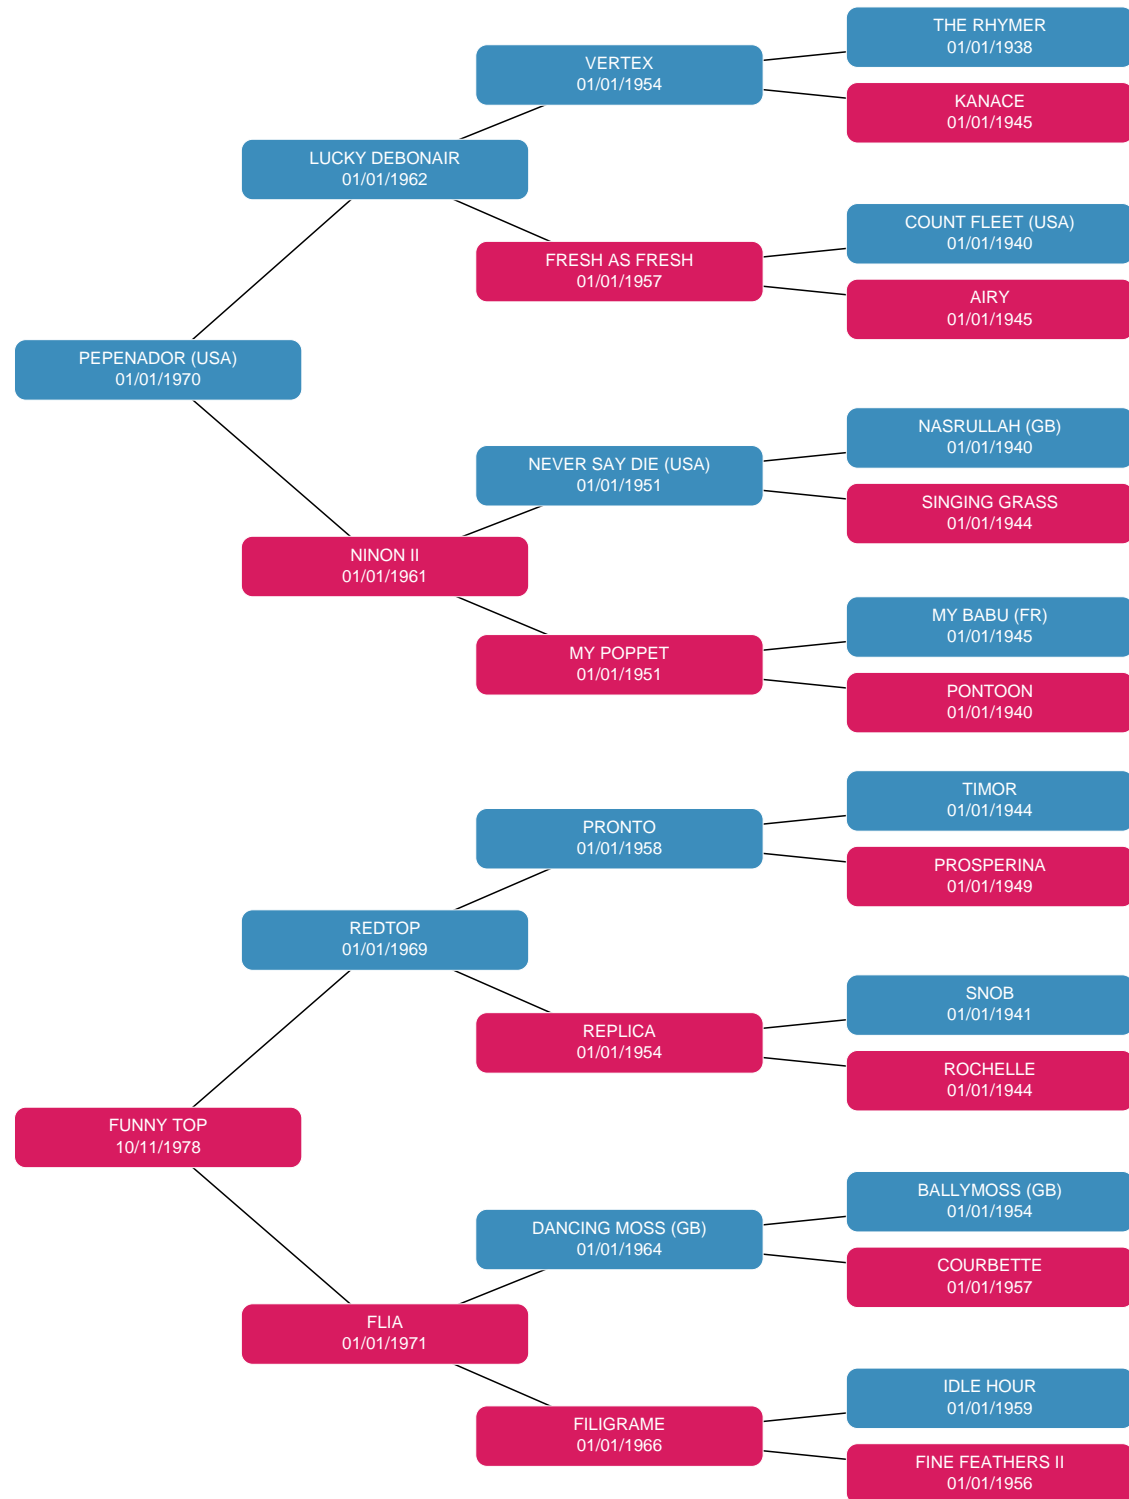 THE RHYMER
01/01/1938
VERTEX
01/01/1954
KANACE
01/01/1945
LUCKY DEBONAIR
01/01/1962
COUNT FLEET (USA)
01/01/1940
FRESH AS FRESH
01/01/1957
AIRY
01/01/1945
PEPENADOR (USA)
01/01/1970
NASRULLAH (GB)
01/01/1940
NEVER SAY DIE (USA)
01/01/1951
SINGING GRASS
01/01/1944
NINON II
01/01/1961
MY BABU (FR)
01/01/1945
MY POPPET
01/01/1951
PONTOON
01/01/1940
TIMOR
01/01/1944
PRONTO
01/01/1958
PROSPERINA
01/01/1949
REDTOP
01/01/1969
SNOB
01/01/1941
REPLICA
01/01/1954
ROCHELLE
01/01/1944
FUNNY TOP
10/11/1978
BALLYMOSS (GB)
01/01/1954
DANCING MOSS (GB)
01/01/1964
COURBETTE
01/01/1957
FLIA
01/01/1971
IDLE HOUR
01/01/1959
FILIGRAME
01/01/1966
FINE FEATHERS II
01/01/1956